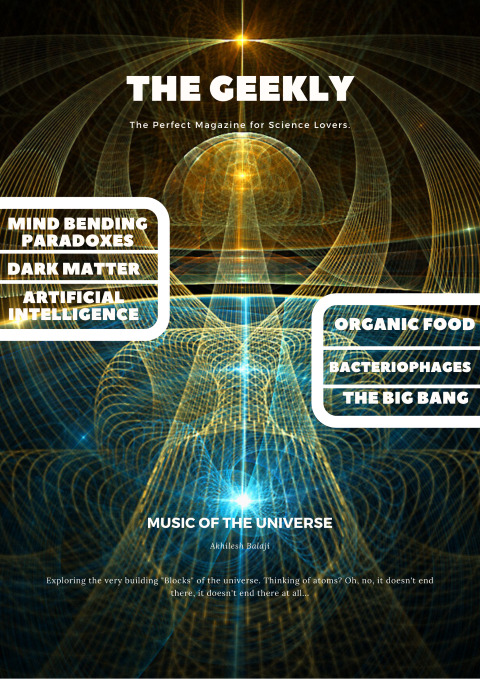 THE GEEKLY
The Perfect Magazine for Science Lovers.
MIND BENDING
PARADOXES
DARK MATTER
ARTIFICIAL
INTELLIGENCE
ORGANIC FOOD
BACTERIOPHAGES
THE BIG BANG
MUSIC OF THE UNIVERSE
Akhilesh Balaji
Exploring the very building "Blocks" of the universe. Thinking of atoms? Oh, no, it doesn't end
there, it doesn't end there at all...